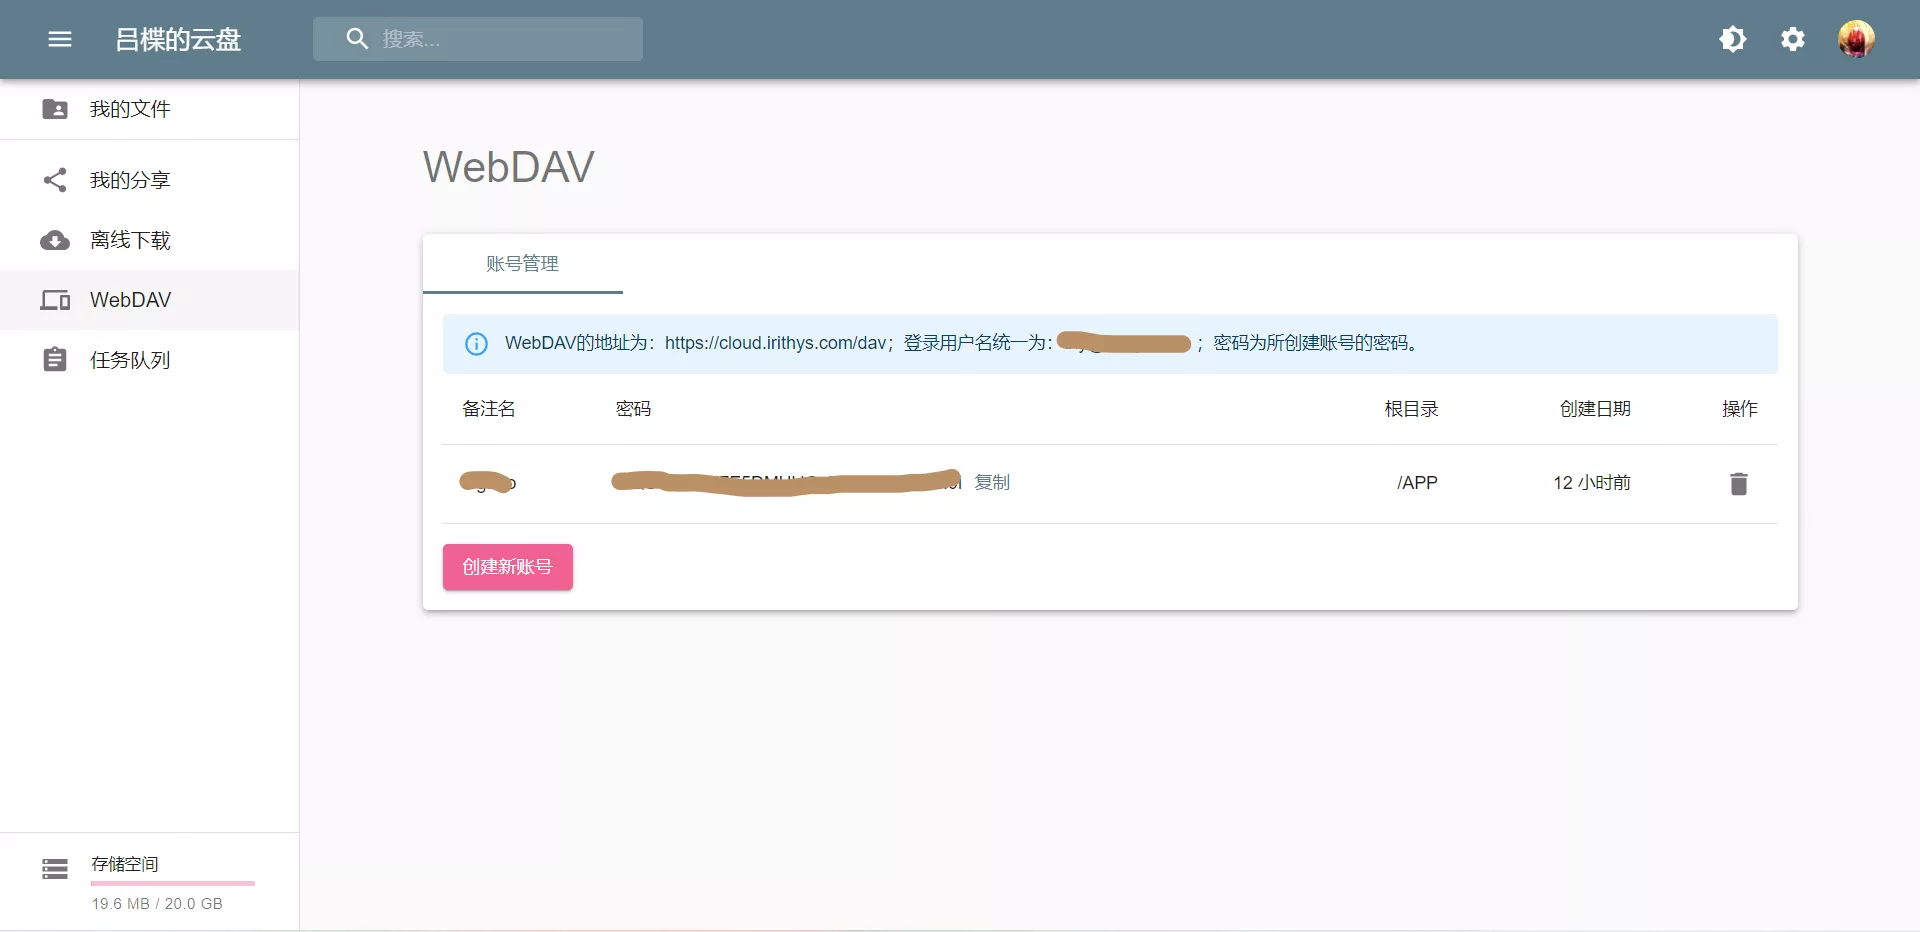 吕楪的云盘
搜索...
我的文件
我的分享
离线下载
WebDAV
任务队列
存储空间
19.6 MB / 20.0 GB
WebDAV
账号管理
WebDAV的地址为：https://cloud.irithys.com/dav；登录用户名统一为： ；密码为所创建账号的密码。
备注名 密码 根目录 创建日期 操作
复制 /APP 12 小时前
创建新账号